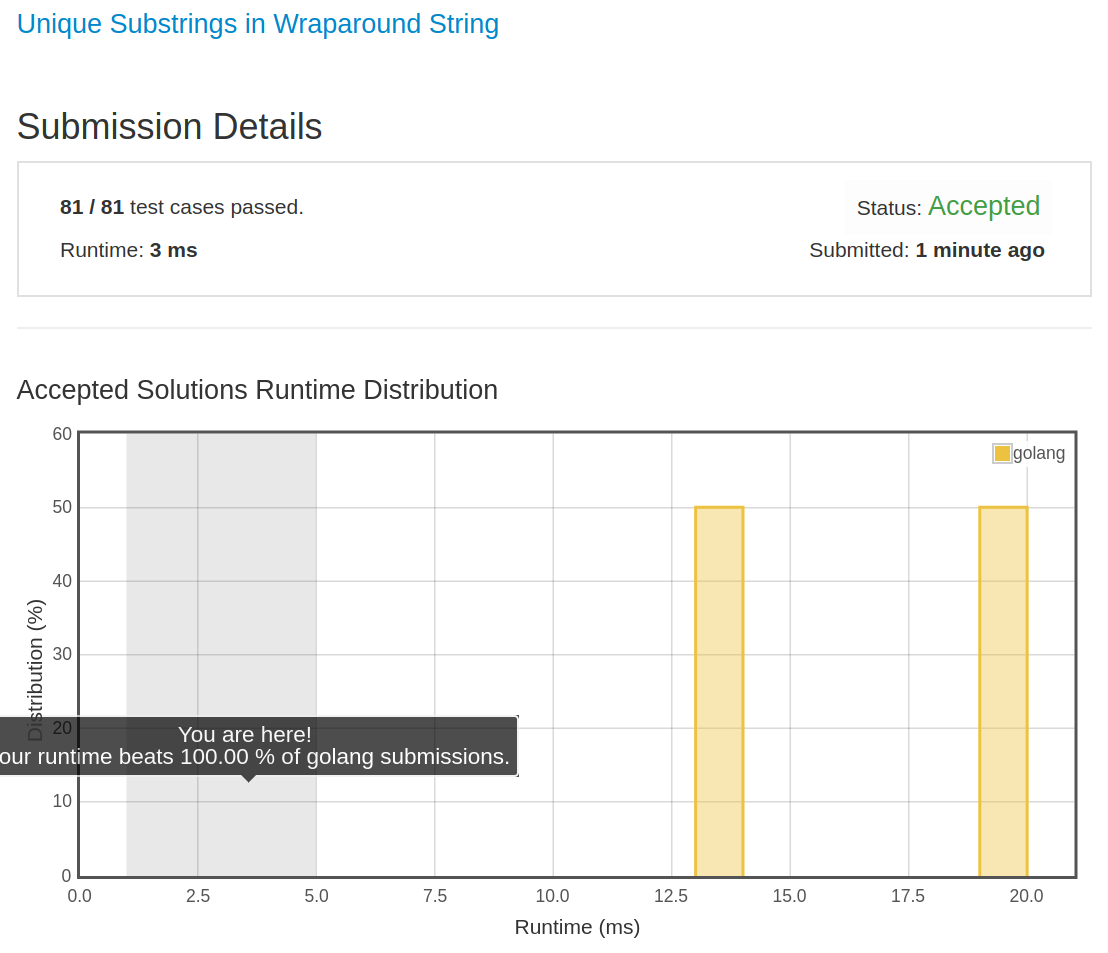 Unique Substrings in Wraparound String
Submission Details
81 / 81 test cases passed.
Status: Accepted
Runtime: 3 ms
Submitted: 1 minute ago
Accepted Solutions Runtime Distribution
60
50
40
30
20
10
0
Distribution (%)
golang
You are here!
our runtime beats 100.00 % of golang submissions.
0.0 2.5 5.0 7.5 10.0 12.5 15.0 17.5 20.0
Runtime (ms)